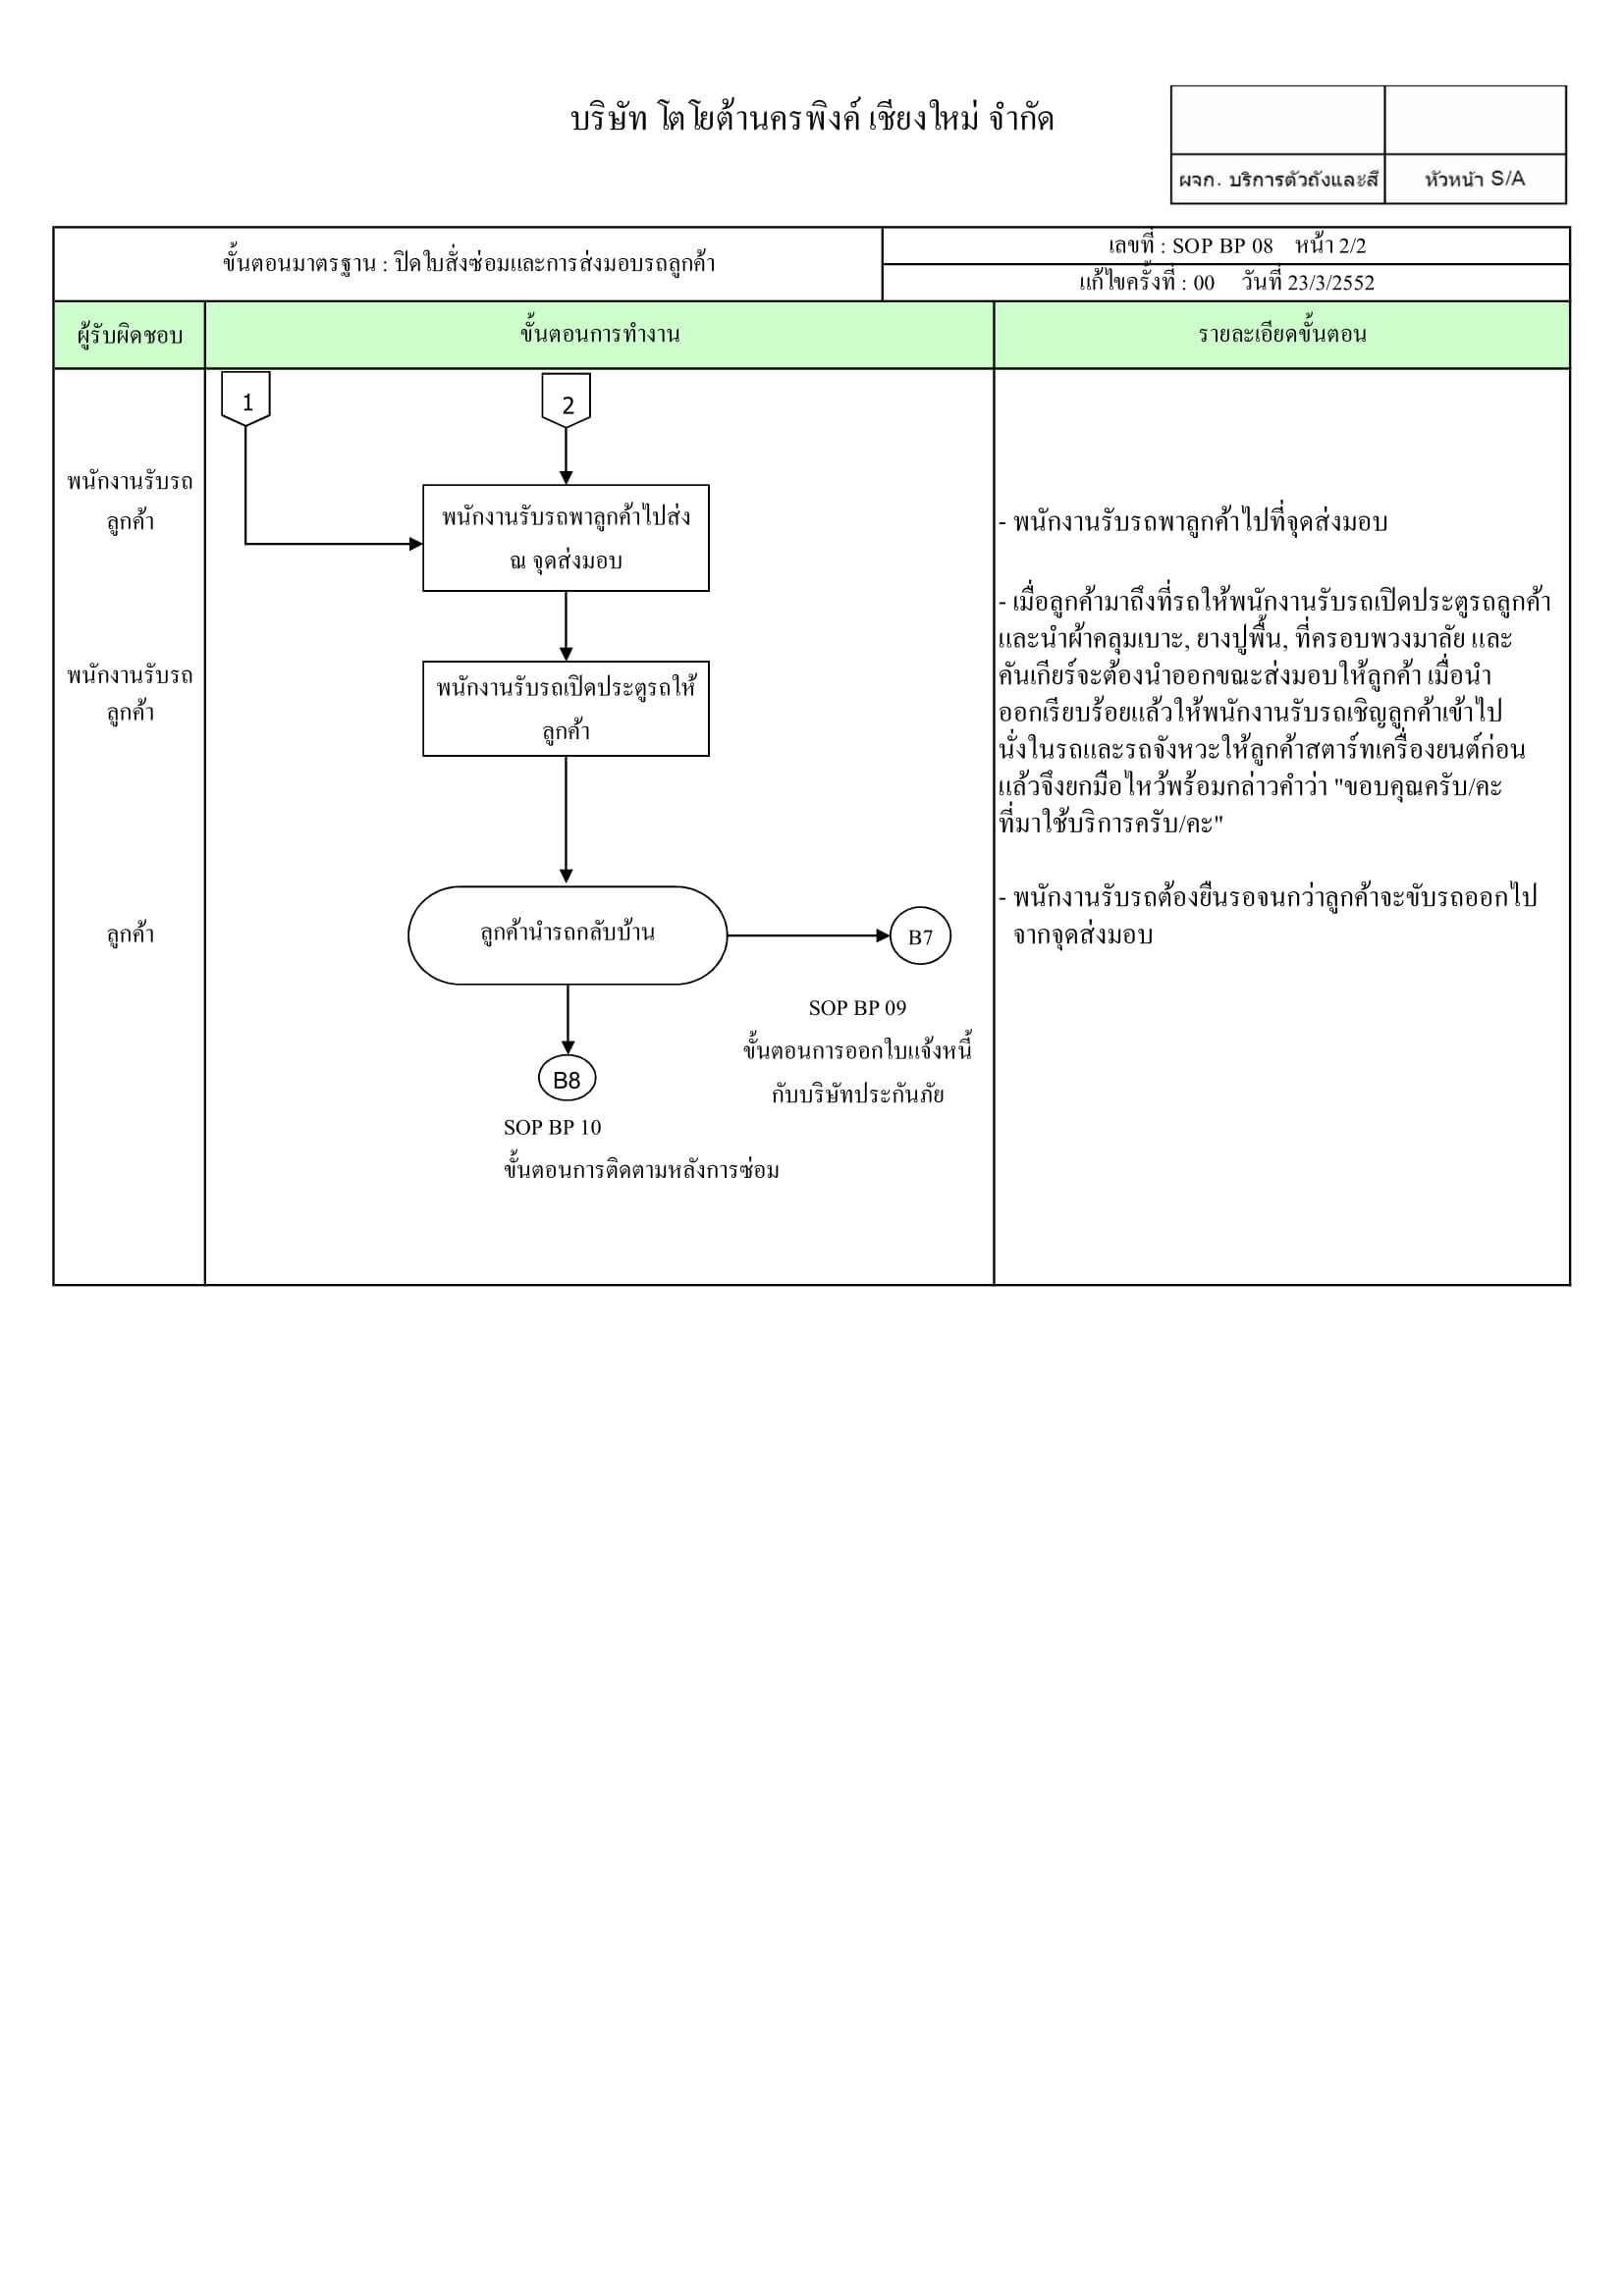 บริษัท โตโยต้านครพิงค์ เชียงใหม่ จำกัด
ผจก. บริการตัวถังและสี
หัวหน้า S/A
ขั้นตอนมาตรฐาน : ปิดใบสั่งซ่อมและการส่งมอบรถลูกค้า
เลขที่ : SOP BP 08 หน้า 2/2
แก้ไขครั้งที่ : 00 วันที่ 23/3/2552
ผู้รับผิดชอบ
ขั้นตอนการทำงาน
รายละเอียดขั้นตอน
1
2
พนักงานรับรถ
ลูกค้า
พนักงานรับรถพาลูกค้าไปส่ง
ณ จุดส่งมอบ
- พนักงานรับรถพาลูกค้าไปที่จุดส่งมอบ
พนักงานรับรถ
ลูกค้า
พนักงานรับรถเปิดประตูรถให้
ลูกค้า
- เมื่อลูกค้ามาถึงที่รถให้พนักงานรับรถเปิดประตูรถลูกค้า
และนำผ้าคลุมเบาะ, ยางปูพื้น, ที่ครอบพวงมาลัย และ
คันเกียร์จะต้องนำออกขณะส่งมอบให้ลูกค้า เมื่อนำ
ออกเรียบร้อยแล้วให้พนักงานรับรถเชิญลูกค้าเข้าไป
นั่งในรถและรถจังหวะให้ลูกค้าสตาร์ทเครื่องยนต์ก่อน
แล้วจึงยกมือไหว้พร้อมกล่าวคำว่า "ขอบคุณครับ/คะ
ที่มาใช้บริการครับ/คะ"
ลูกค้า
ลูกค้านำรถกลับบ้าน
B7
- พนักงานรับรถต้องยืนรอจนกว่าลูกค้าจะขับรถออกไป
จากจุดส่งมอบ
SOP BP 09
ขั้นตอนการออกใบแจ้งหนี้
กับบริษัทประกันภัย
B8
SOP BP 10
ขั้นตอนการติดตามหลังการซ่อม